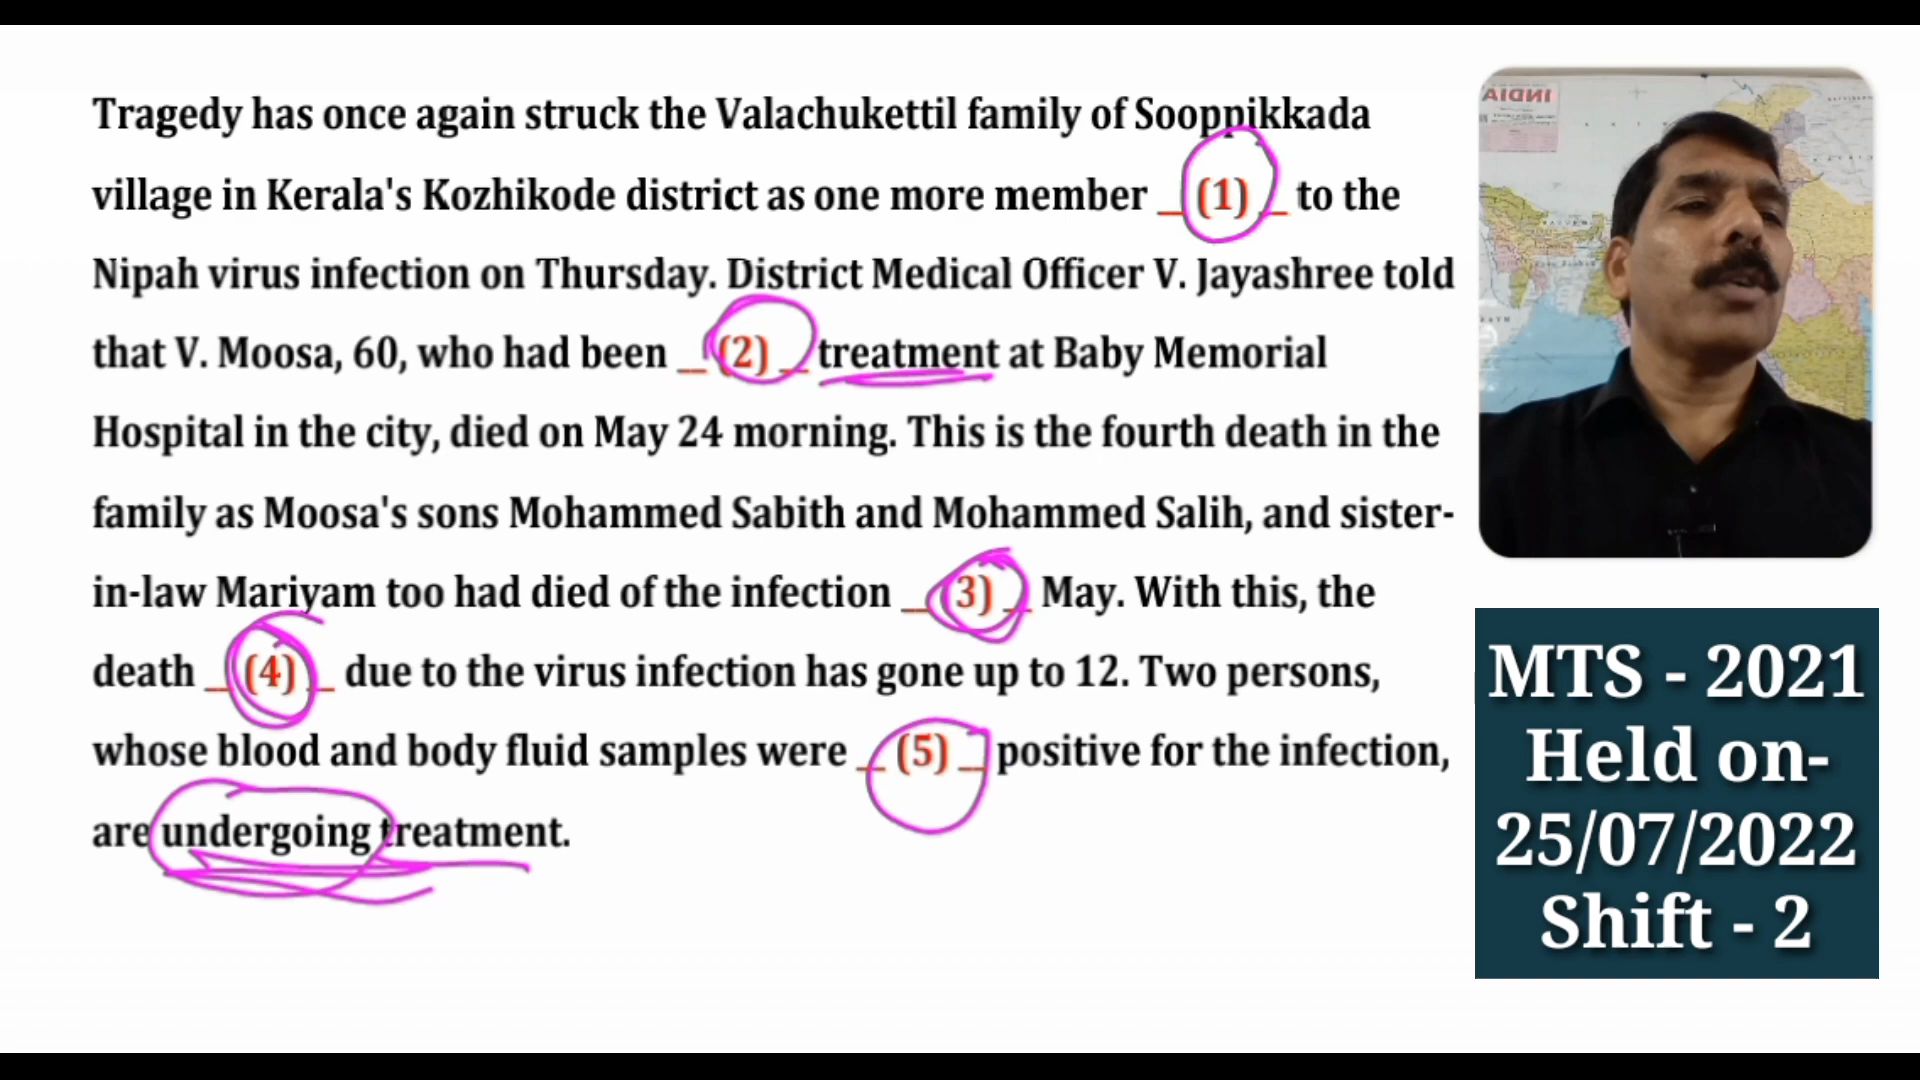 Tragedy has once again struck the Valachukettil family of Sooppikkada
village in Kerala's Kozhikode district as one more member _(1)_ to the
Nipah virus infection on Thursday. District Medical Officer V. Jayashree told
that V. Moosa, 60, who had been _(2)_ treatment at Baby Memorial
Hospital in the city, died on May 24 morning. This is the fourth death in the
family as Moosa's sons Mohammed Sabith and Mohammed Salih, and sister-
in-law Mariyam too had died of the infection _(3)_ May. With this, the
death _(4)_ due to the virus infection has gone up to 12. Two persons,
whose blood and body fluid samples were _(5)_ positive for the infection,
are undergoing treatment.
INDIA
MTS - 2021
Held on-
25/07/2022
Shift - 2